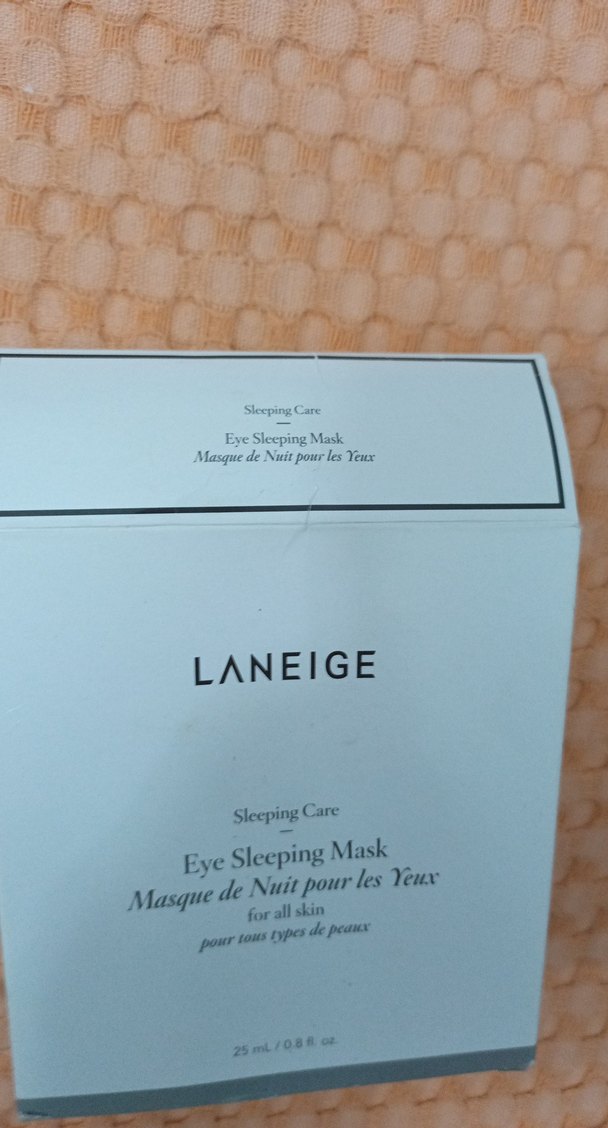 Sleeping Care
Eye Sleeping Mask
Masque de Nuit pour les Yeux
LANEIGE
Sleeping Care
Eye Sleeping Mask
Masque de Nuit pour les Yeux
for all skin
pour tous types de peaux
25 mL / 0.8 fl. oz.